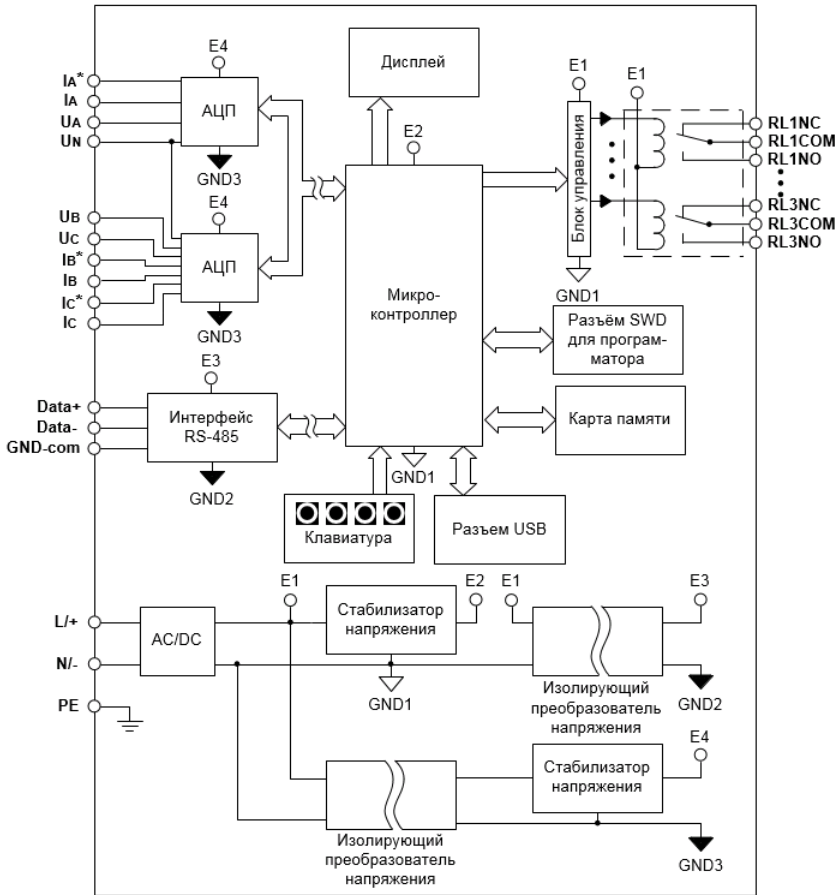 E4
Дисплей
E1
E1
IA*
IA
UA
UN
АЦП
GND3
E2
Блок управления
RL1NC
RL1COM
RL1NO
RL3NC
RL3COM
RL3NO
GND1
E4
UB
UC
IB*
IB
IC*
IC
АЦП
GND3
Микро-
контроллер
Разъём SWD
для програм-
матора
E3
Data+
Data-
GND-com
Интерфейс
RS-485
GND2
Карта памяти
GND1
Клавиатура
Разъем USB
E1
E2
E1
E3
L/+
N/-
PE
AC/DC
Стабилизатор
напряжения
GND1
Изолирующий
преобразователь
напряжения
GND2
E4
Стабилизатор
напряжения
Изолирующий
преобразователь
напряжения
GND3